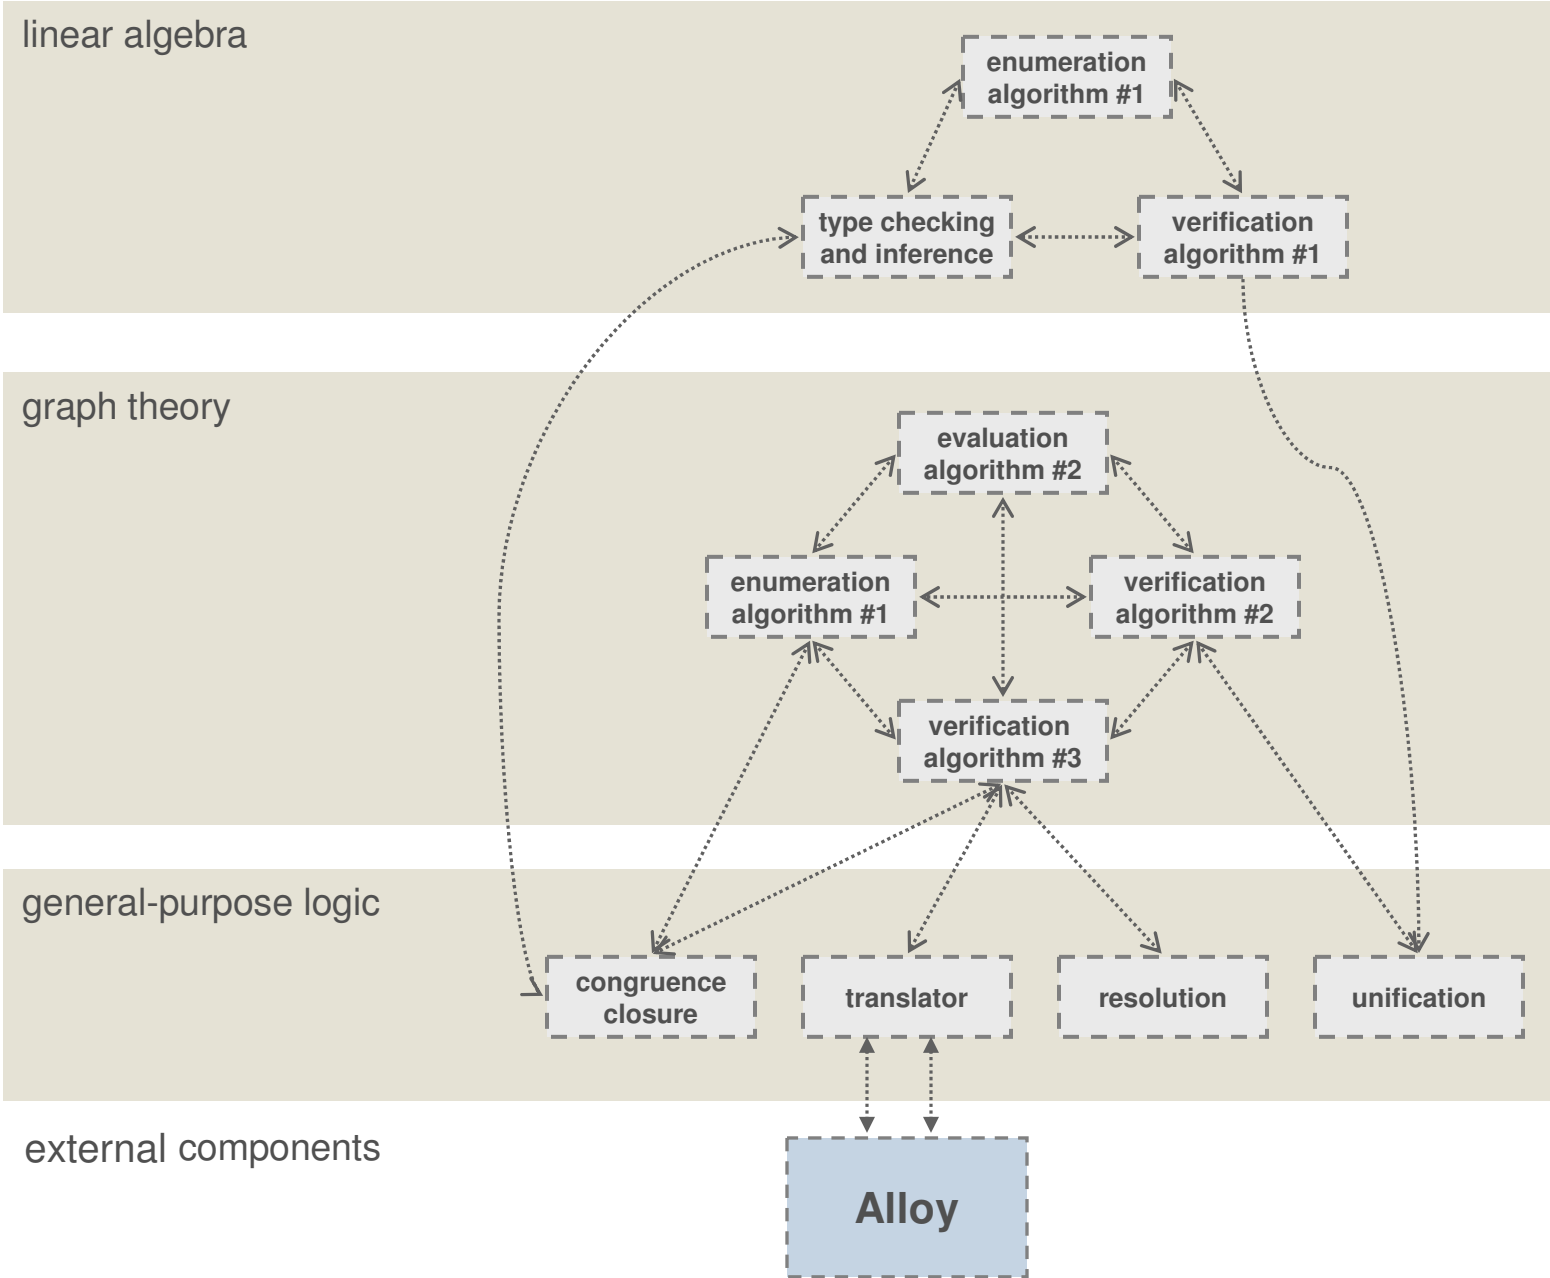 linear algebra
enumeration
algorithm #1
type checking
and inference
verification
algorithm #1
graph theory
evaluation
algorithm #2
enumeration
algorithm #1
verification
algorithm #2
verification
algorithm #3
general-purpose logic
congruence
closure
translator
resolution
unification
external components
Alloy